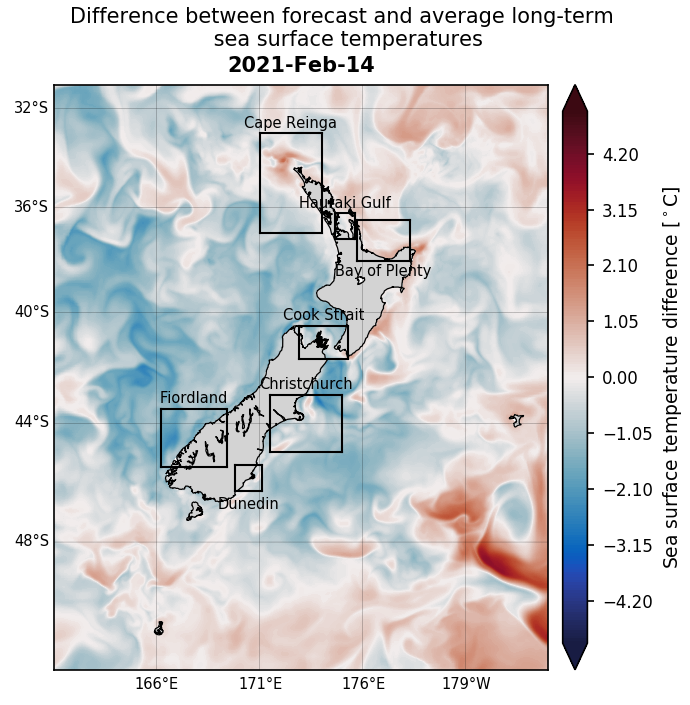 Difference between forecast and average long-term
sea surface temperatures
2021-Feb-14
32°S
36°S
40°S
44°S
48°S
166°E
171°E
176°E
179°W
Cape Reinga
Hauraki Gulf
Bay of Plenty
Cook Strait
Christchurch
Fiordland
Dunedin
4.20
3.15
2.10
1.05
0.00
−1.05
−2.10
−3.15
−4.20
Sea surface temperature difference [°C]